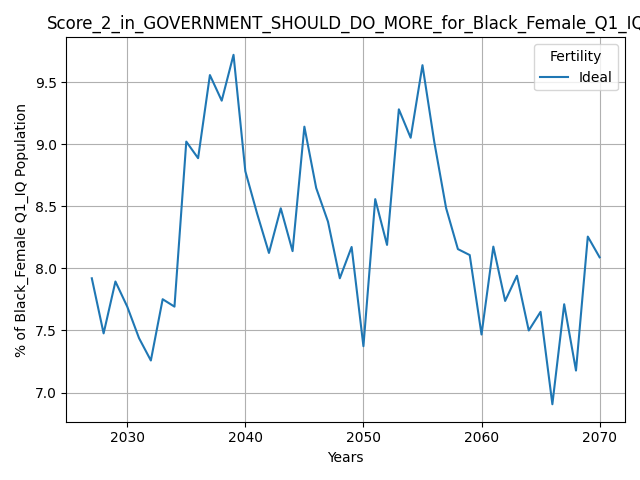 Score_2_in_GOVERNMENT_SHOULD_DO_MORE_for_Black_Female_Q1_IQ
Fertility
Ideal
% of Black_Female Q1_IQ Population
9.5
9.0
8.5
8.0
7.5
7.0
2030 2040 2050 2060 2070
Years